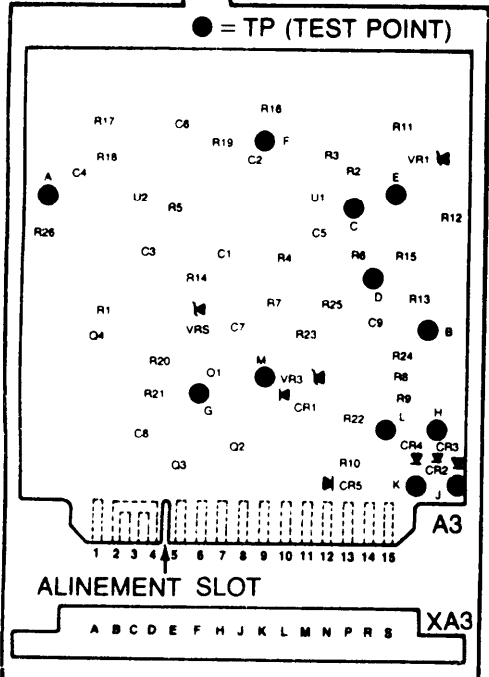 = TP (TEST POINT)
R16
R17 C6 R11
R19 F
R18 C2 R3 VR1
C4 R2
A E
U2 U1
R5 R12
C
R26 C5
C3 C1 R4 R6 R15
R14
D
R1 R7 R25 R13
VRS C7 C9 B
Q4 R23
R20 M R24
O1 VR3 R8
R21 R9
G CR1
R22 L H
C8
Q2 CR4 CR3
Q3 R10 CR2
CR5 K J
A3
1 2 3 4 5 6 7 8 9 10 11 12 13 14 15
ALINEMENT SLOT
XA3
A B C D E F H J K L M N P R S